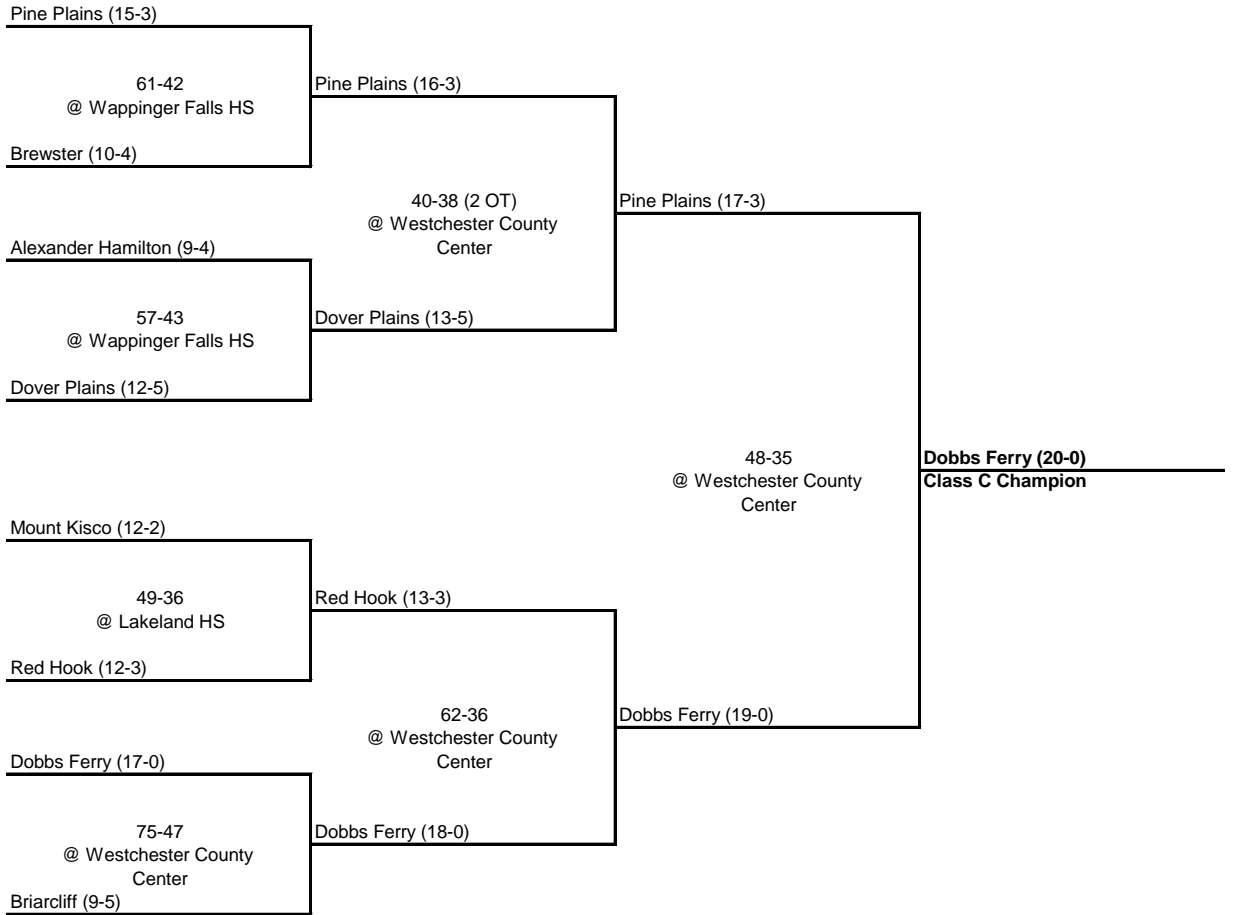 Pine Plains (15-3)
61-42
@ Wappinger Falls HS
Pine Plains (16-3)
Brewster (10-4)
40-38 (2 OT)
@ Westchester County
Center
Pine Plains (17-3)
Alexander Hamilton (9-4)
57-43
@ Wappinger Falls HS
Dover Plains (13-5)
Dover Plains (12-5)
48-35
@ Westchester County
Center
Dobbs Ferry (20-0)
Class C Champion
Mount Kisco (12-2)
49-36
@ Lakeland HS
Red Hook (13-3)
Red Hook (12-3)
62-36
@ Westchester County
Center
Dobbs Ferry (19-0)
Dobbs Ferry (17-0)
75-47
@ Westchester County
Center
Dobbs Ferry (18-0)
Briarcliff (9-5)